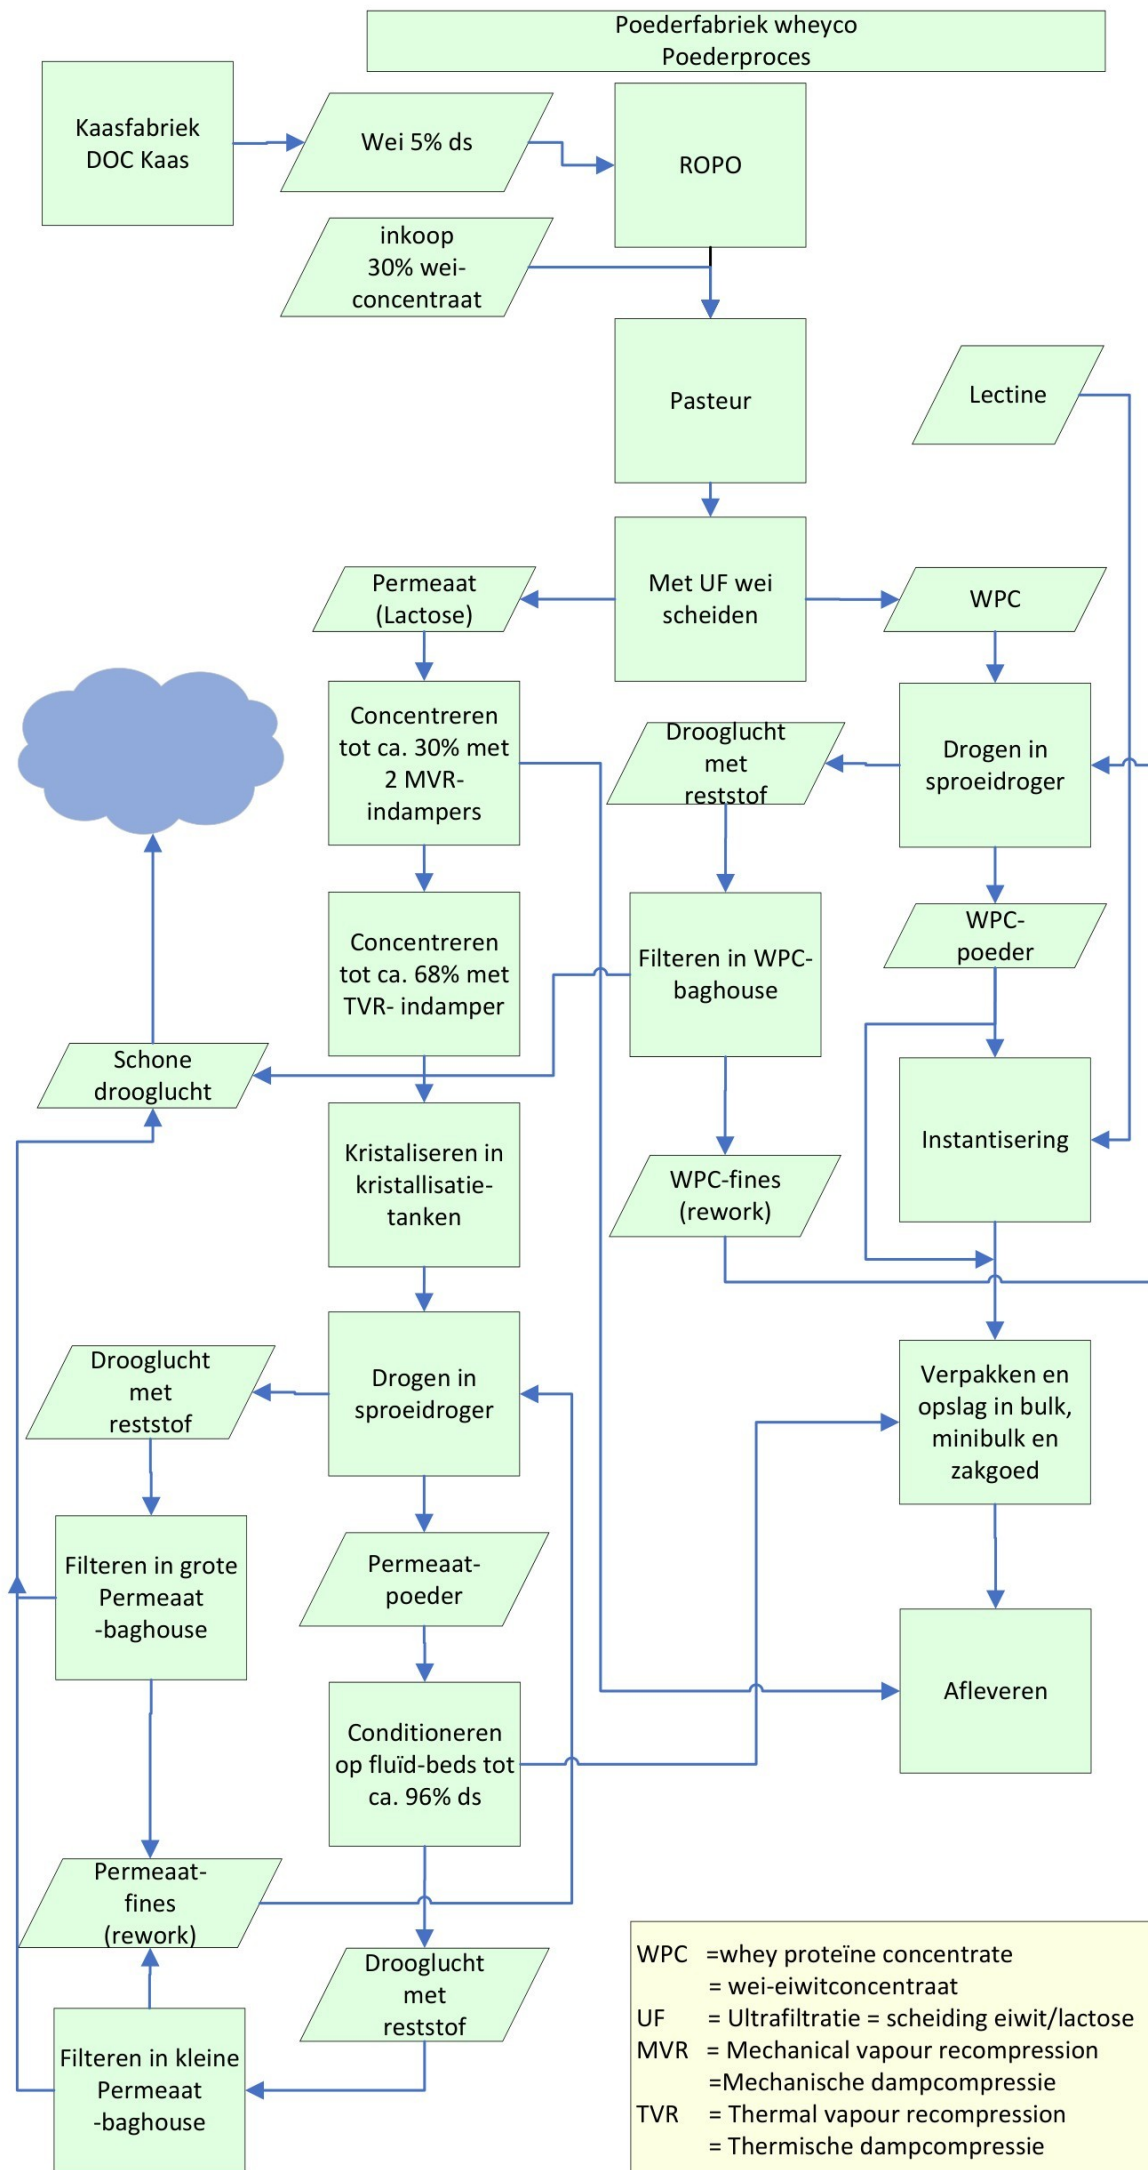 Poederfabriek wheyco
Poederproces
Kaasfabriek
DOC Kaas
Wei 5% ds
ROPO
inkoop
30% wei-
concentraat
Pasteur
Lectine
Permeaat
(Lactose)
Met UF wei
scheiden
WPC
Concentreren
tot ca. 30% met
2 MVR-
indampers
Drooglucht
met
reststof
Drogen in
sproeidroger
Concentreren
tot ca. 68% met
TVR- indamper
Filteren in WPC-
baghouse
WPC-
poeder
Schone
drooglucht
Kristaliseren in
kristallisatie-
tanken
WPC-fines
(rework)
Instantisering
Drooglucht
met
reststof
Drogen in
sproeidroger
Verpakken en
opslag in bulk,
minibulk en
zakgoed
Filteren in grote
Permeaat
-baghouse
Permeaat-
poeder
Afleveren
Conditioneren
op fluïd-beds tot
ca. 96% ds
Permeaat-
fines
(rework)
Drooglucht
met
reststof
Filteren in kleine
Permeaat
-baghouse
WPC =whey proteïne concentrate
= wei-eiwitconcentraat
UF = Ultrafiltratie = scheiding eiwit/lactose
MVR = Mechanical vapour recompression
=Mechanische dampcompressie
TVR = Thermal vapour recompression
= Thermische dampcompressie